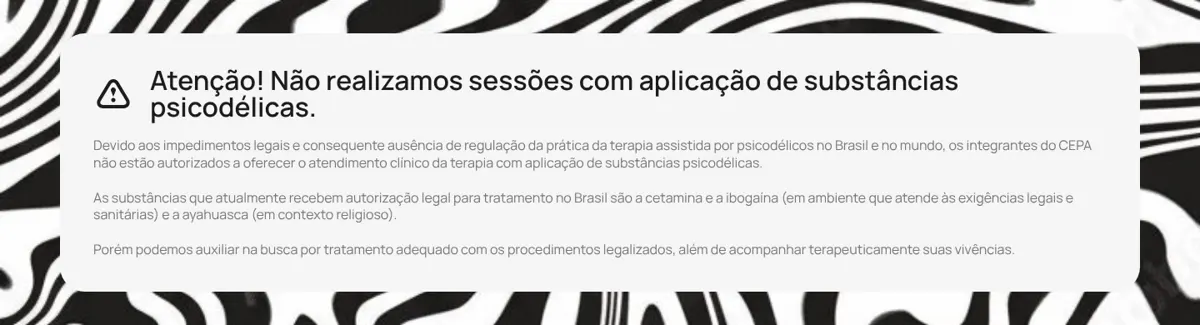 Atenção! Não realizamos sessões com aplicação de substâncias
psicodélicas.
Devido aos impedimentos legais e consequente ausência de regulação da prática da terapia assistida por psicodélicos no Brasil e no mundo, os integrantes do CEPA
não estão autorizados a oferecer o atendimento clínico da terapia com aplicação de substâncias psicodélicas.
As substâncias que atualmente recebem autorização legal para tratamento no Brasil são a cetamina e a ibogaína (em ambiente que atende às exigências legais e
sanitárias) e a ayahuasca (em contexto religioso).
Porém podemos auxiliar na busca por tratamento adequado com os procedimentos legalizados, além de acompanhar terapeuticamente suas vivências.